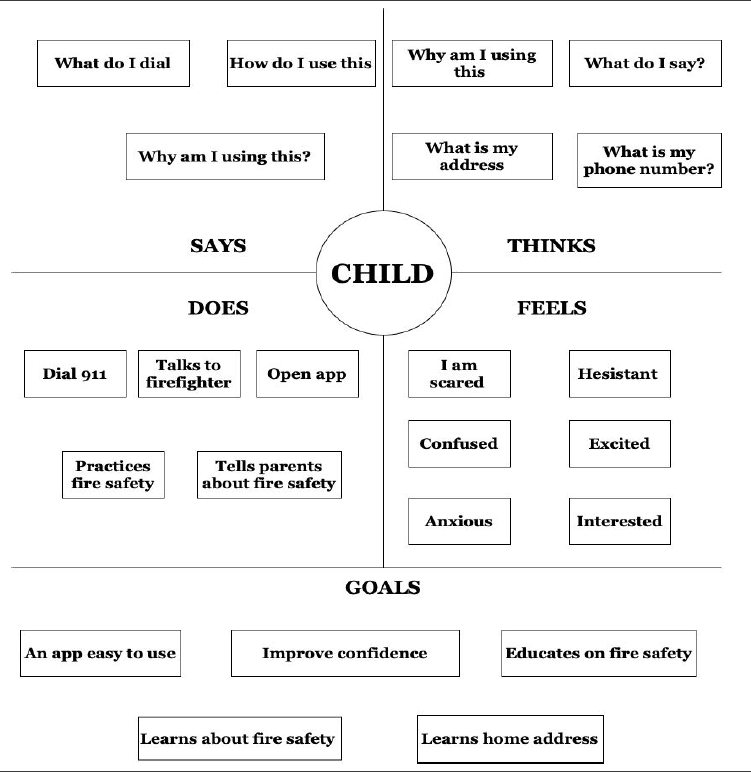 What do I dial
How do I use this
Why am I using this?
SAYS
Why am I using
this
What do I say?
What is my
address
What is my
phone number?
THINKS
CHILD
DOES
Dial 911
Talks to
firefighter
Open app
Practices
fire safety
Tells parents
about fire safety
FEELS
I am
scared
Hesistant
Confused
Excited
Anxious
Interested
GOALS
An app easy to use
Improve confidence
Educates on fire safety
Learns about fire safety
Learns home address